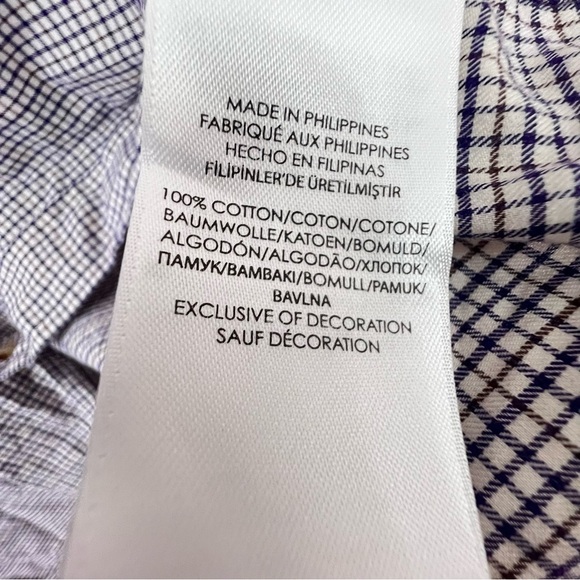 MADE IN PHILIPPINES
FABRIQUÉ AUX PHILIPPINES
HECHO EN FILIPINAS
FİLİPİNLER'DE ÜRETİLMİŞTİR
100% COTTON/COTON/COTONE/
BAUMWOLLE/KATOEN/BOMULD/
ALGODÓN/ALGODÃO/ХЛОПОК/
ПАМУК/BAMBAKI/BOMULL/PAMUK/
BAVLNA
EXCLUSIVE OF DECORATION
SAUF DÉCORATION